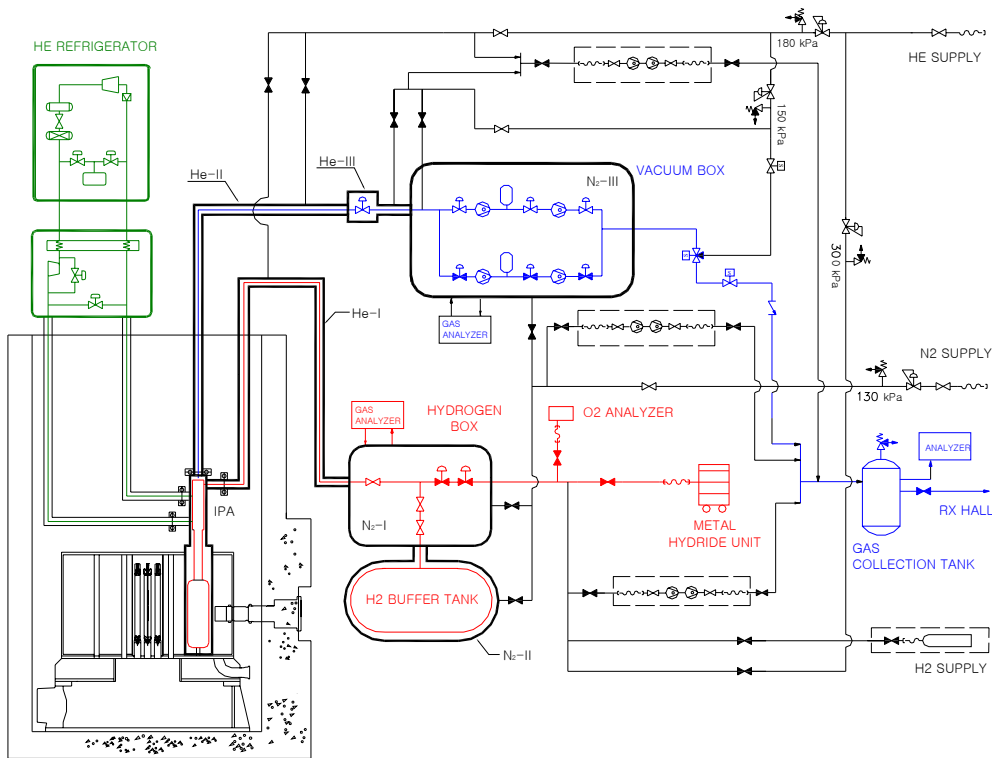 HE REFRIGERATOR
180 kPa
HE SUPPLY
150 kPa
He-III
He-II
N2-III
VACUUM BOX
S
S
S
300 kPa
He-I
GAS
ANALYZER
N2 SUPPLY
130 kPa
GAS
ANALYZER
HYDROGEN
BOX
O2 ANALYZER
ANALYZER
IPA
N2-I
METAL
HYDRIDE UNIT
RX HALL
GAS
COLLECTION TANK
H2 BUFFER TANK
N2-II
H2 SUPPLY